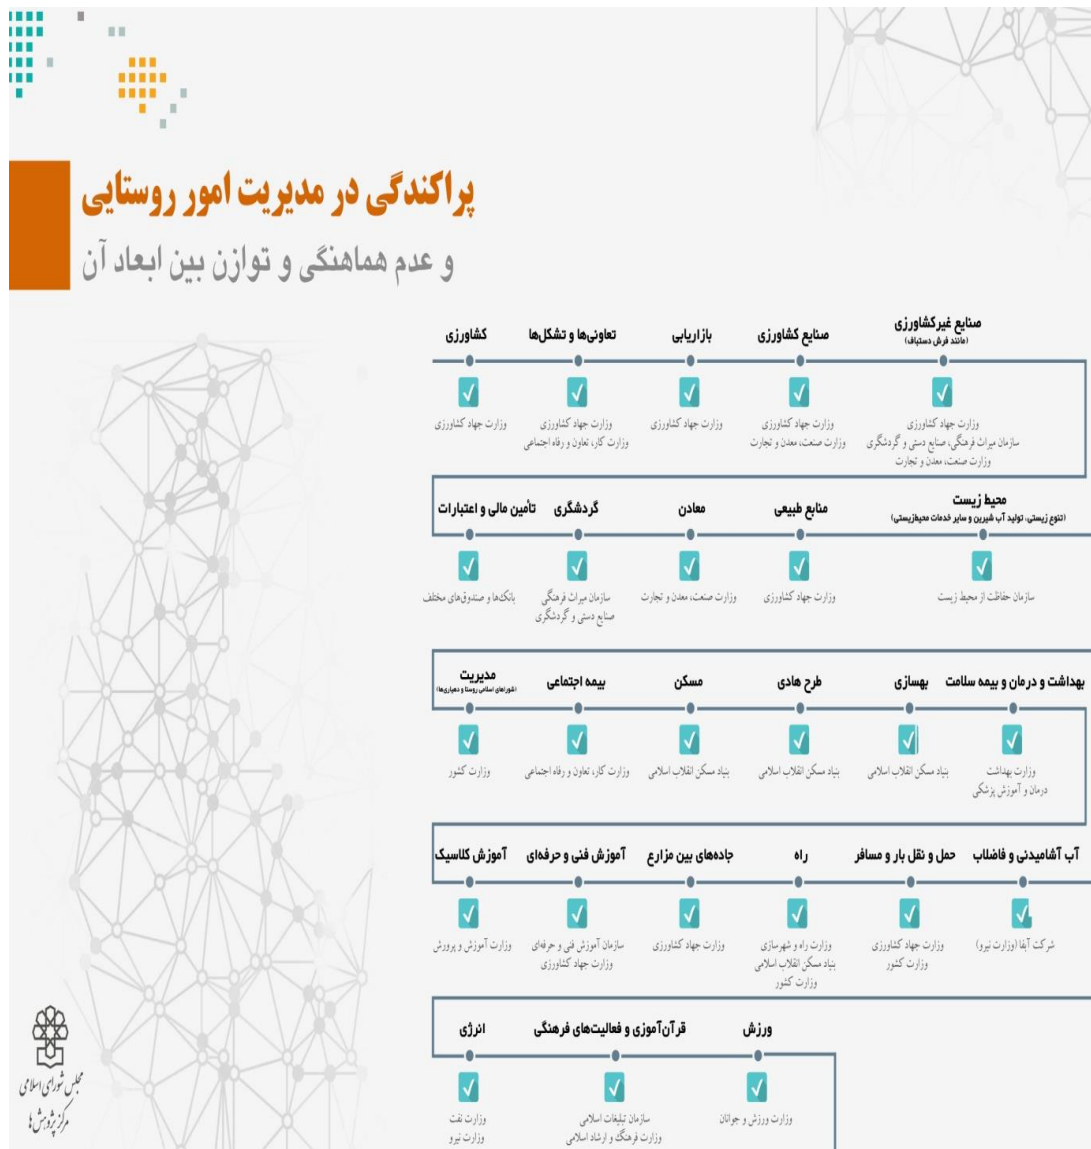 پراکندگی در مدیریت امور روستایی
و عدم هماهنگی و توازن بین ابعاد آن
صنایع غیرکشاورزی
(مانند فرش دستباف)
وزارت جهاد کشاورزی
سازمان میراث فرهنگی، صنایع دستی و گردشگری
وزارت صنعت، معدن و تجارت
صنایع کشاورزی
وزارت جهاد کشاورزی
وزارت صنعت، معدن و تجارت
بازاریابی
وزارت جهاد کشاورزی
تعاونی‌ها و تشکل‌ها
وزارت جهاد کشاورزی
وزارت کار، تعاون و رفاه اجتماعی
کشاورزی
وزارت جهاد کشاورزی
محیط زیست
(تنوع زیستی، تولید آب شیرین و سایر خدمات محیط‌زیستی)
سازمان حفاظت از محیط زیست
منابع طبیعی
وزارت جهاد کشاورزی
معادن
وزارت صنعت، معدن و تجارت
گردشگری
سازمان میراث فرهنگی
صنایع دستی و گردشگری
تأمین مالی و اعتبارات
بانک‌ها و صندوق‌های مختلف
بهداشت و درمان و بیمه سلامت
وزارت بهداشت
درمان و آموزش پزشکی
بهسازی
بنیاد مسکن انقلاب اسلامی
طرح هادی
بنیاد مسکن انقلاب اسلامی
مسکن
بنیاد مسکن انقلاب اسلامی
بیمه اجتماعی
وزارت کار، تعاون و رفاه اجتماعی
مدیریت
(شوراهای اسلامی روستا و دهیاری‌ها)
وزارت کشور
آب آشامیدنی و فاضلاب
شرکت آبفا (وزارت نیرو)
حمل و نقل بار و مسافر
وزارت جهاد کشاورزی
وزارت کشور
راه
وزارت راه و شهرسازی
بنیاد مسکن انقلاب اسلامی
وزارت کشور
جاده‌های بین مزارع
وزارت جهاد کشاورزی
آموزش فنی و حرفه‌ای
سازمان آموزش فنی و حرفه‌ای
وزارت جهاد کشاورزی
آموزش کلاسیک
وزارت آموزش و پرورش
ورزش
وزارت ورزش و جوانان
قرآن‌آموزی و فعالیت‌های فرهنگی
سازمان تبلیغات اسلامی
وزارت فرهنگ و ارشاد اسلامی
انرژی
وزارت نفت
وزارت نیرو
مجلس شورای اسلامی
مرکز پژوهش‌ها